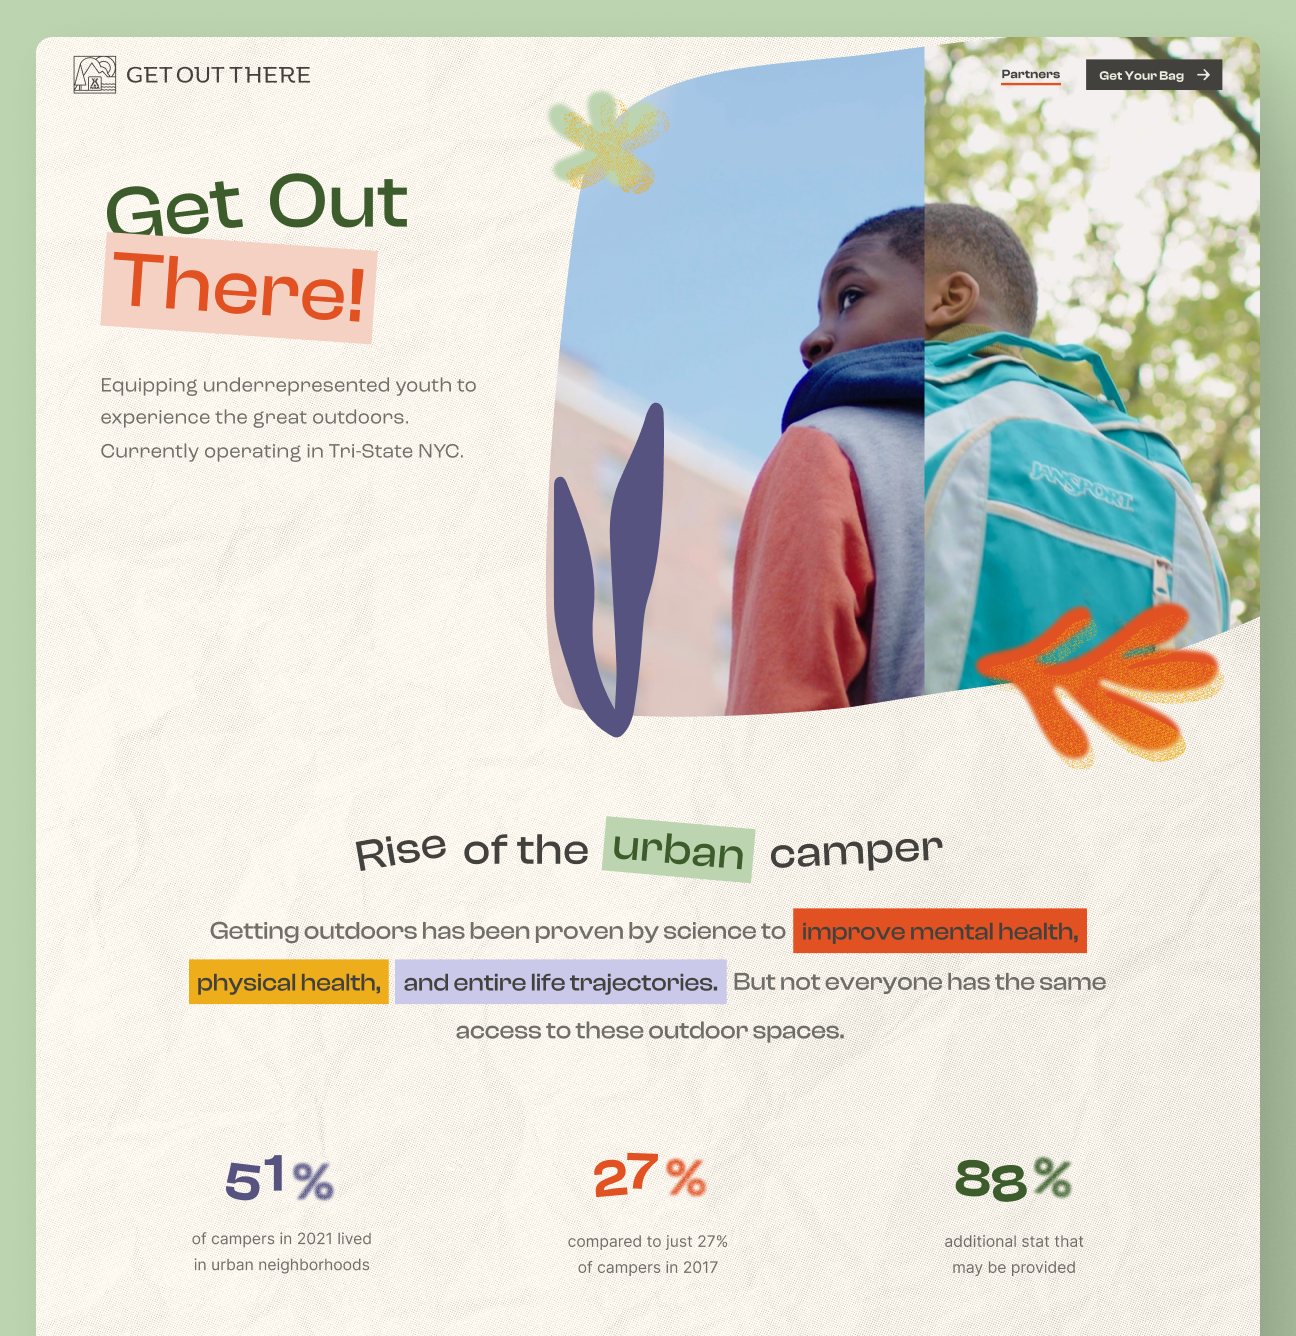 GET OUT THERE
Partners
Get Your Bag
Get Out
There!
Equipping underrepresented youth to
experience the great outdoors.
Currently operating in Tri-State NYC.
JANSPORT
Rise of the urban camper
Getting outdoors has been proven by science to improve mental health,
physical health, and entire life trajectories. But not everyone has the same
access to these outdoor spaces.
51%
of campers in 2021 lived
in urban neighborhoods
27%
compared to just 27%
of campers in 2017
88%
additional stat that
may be provided